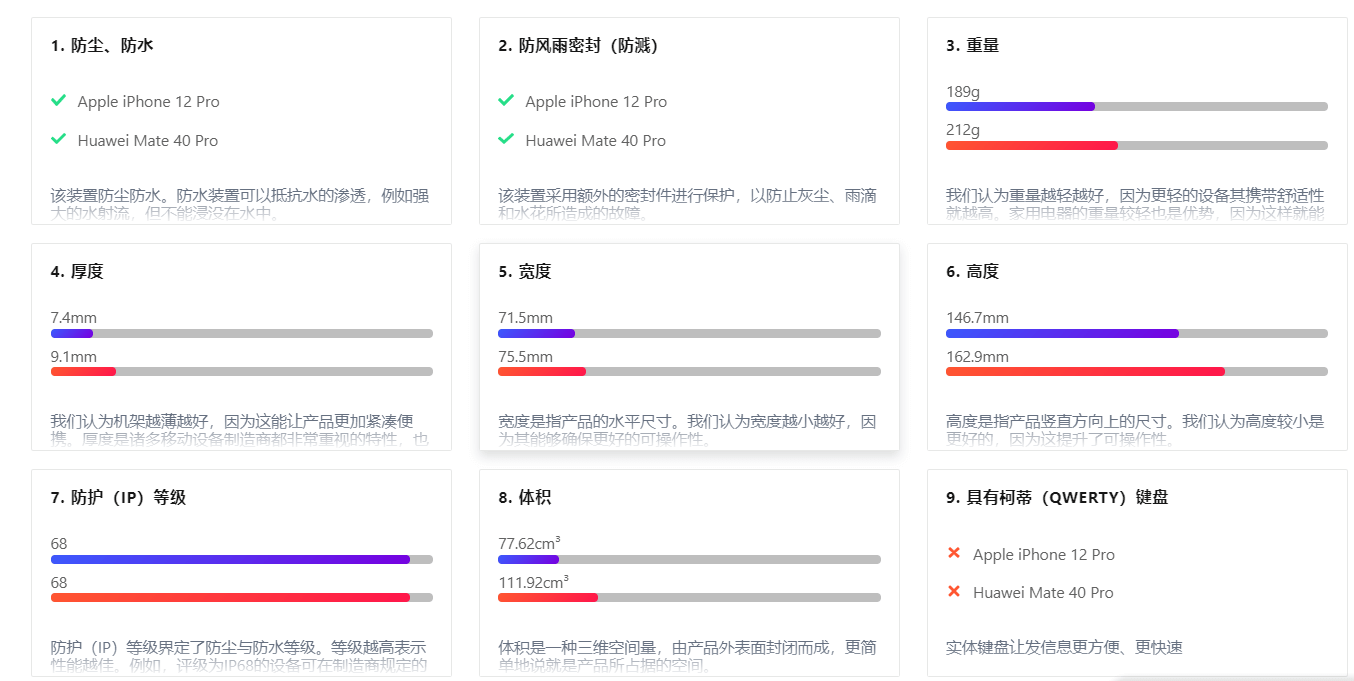 1. 防尘、防水
Apple iPhone 12 Pro
Huawei Mate 40 Pro
该装置防尘防水。防水装置可以抵抗水的渗透，例如强
大的水射流，但不能浸没在水中。
2. 防风雨密封（防溅）
Apple iPhone 12 Pro
Huawei Mate 40 Pro
该装置采用额外的密封件进行保护，以防止灰尘、雨滴
和水花所造成的故障。
3. 重量
189g
212g
我们认为重量越轻越好，因为更轻的设备其携带舒适性
就越高。家用电器的重量较轻也是优势，因为这样就能
4. 厚度
7.4mm
9.1mm
我们认为机架越薄越好，因为这能让产品更加紧凑便
携。厚度是诸多移动设备制造商都非常重视的特性，也
5. 宽度
71.5mm
75.5mm
宽度是指产品的水平尺寸。我们认为宽度越小越好，因
为其能够确保更好的可操作性。
6. 高度
146.7mm
162.9mm
高度是指产品竖直方向上的尺寸。我们认为高度较小是
更好的，因为这提升了可操作性。
7. 防护（IP）等级
68
68
防护（IP）等级界定了防尘与防水等级。等级越高表示
性能越佳。例如，评级为IP68的设备可在制造商规定的
8. 体积
77.62cm³
111.92cm³
体积是一种三维空间量，由产品外表面封闭而成，更简
单地说就是产品所占据的空间。
9. 具有柯蒂（QWERTY）键盘
Apple iPhone 12 Pro
Huawei Mate 40 Pro
实体键盘让发信息更方便、更快速